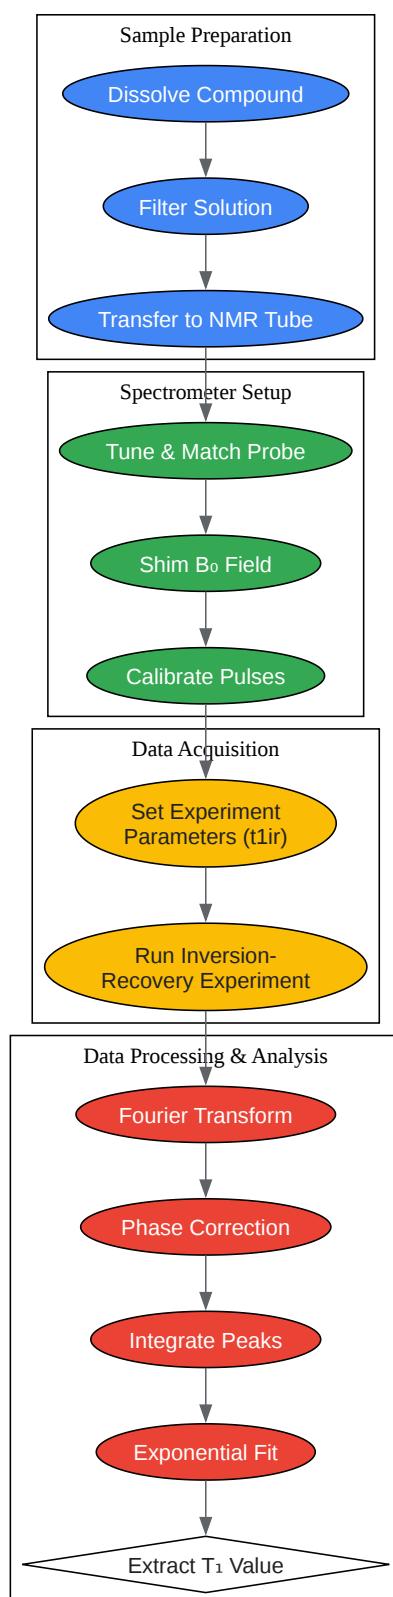 Sample Preparation
Dissolve Compound
Filter Solution
Transfer to NMR Tube
Spectrometer Setup
Tune & Match Probe
Shim B₀ Field
Calibrate Pulses
Data Acquisition
Set Experiment
Parameters (t1ir)
Run Inversion-
Recovery Experiment
Data Processing & Analysis
Fourier Transform
Phase Correction
Integrate Peaks
Exponential Fit
Extract T₁ Value